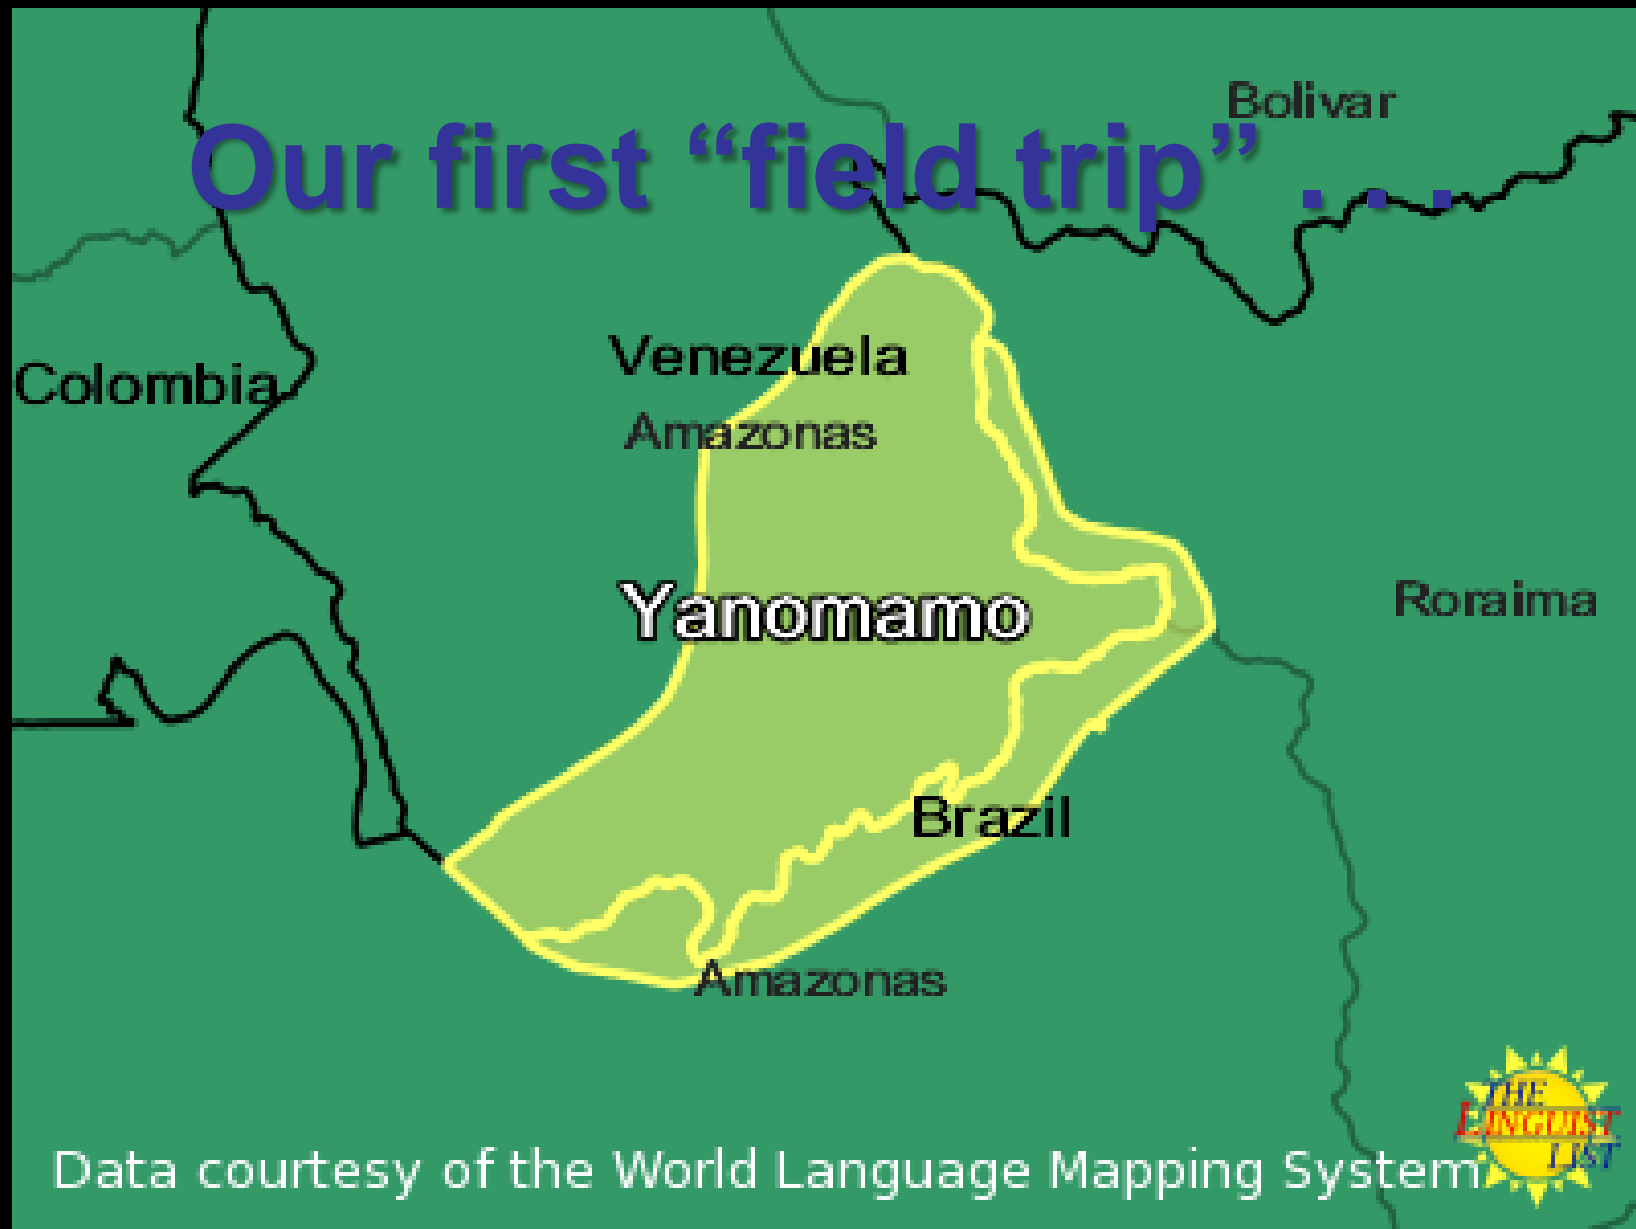 Bolivar
Our first “field trip” . . .
Venezuela
Colombia
Amazonas
Yanomamo
Roraima
Brazil
Amazonas
THE
LINGUIST
LIST
Data courtesy of the World Language Mapping System